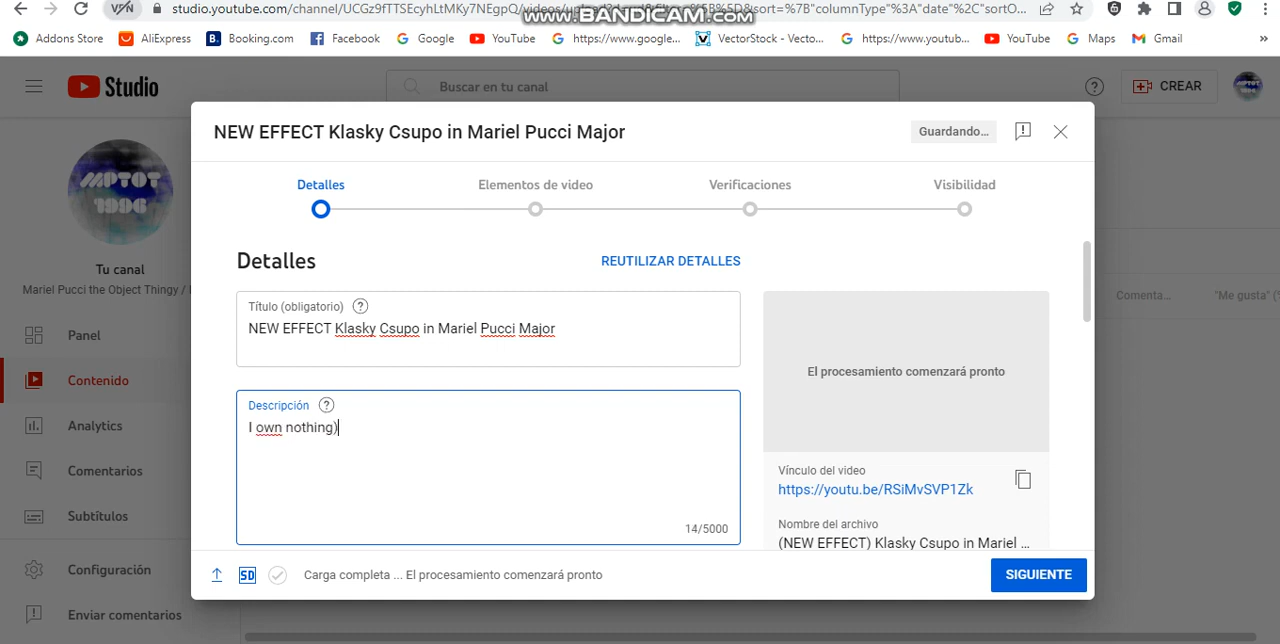 www.BANDICAM.com
VPN studio.youtube.com/channel/UCGz9fTTSEcyhLtMKy7NEgpQ/videos/
Addons Store AliExpress Booking.com Facebook Google YouTube https://www.google... VectorStock - Vecto... https://www.youtub... YouTube Maps Gmail »
Studio
Buscar en tu canal
CREAR
MPTOT
1996
Tu canal
Mariel Pucci the Object Thingy /
Panel
Contenido
Analytics
Comentarios
Subtítulos
Configuración
Enviar comentarios
Comenta...
"Me gusta" (
NEW EFFECT Klasky Csupo in Mariel Pucci Major
Guardando...
Detalles
Elementos de video
Verificaciones
Visibilidad
Detalles
REUTILIZAR DETALLES
Título (obligatorio)
NEW EFFECT Klasky Csupo in Mariel Pucci Major
Descripción
I own nothing)
14/5000
El procesamiento comenzará pronto
Vínculo del video
https://youtu.be/RSiMvSVP1Zk
Nombre del archivo
(NEW EFFECT) Klasky Csupo in Mariel ...
SD Carga completa ... El procesamiento comenzará pronto
SIGUIENTE